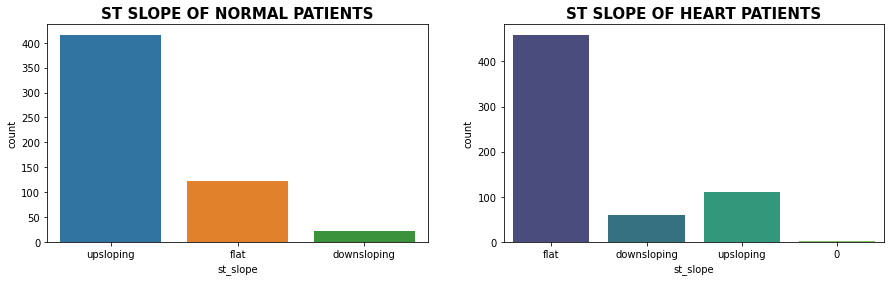 ST SLOPE OF NORMAL PATIENTS
400
350
300
250
200
150
100
50
0
count
upsloping
flat
downsloping
st_slope
ST SLOPE OF HEART PATIENTS
400
300
200
100
0
count
flat
downsloping
upsloping
0
st_slope